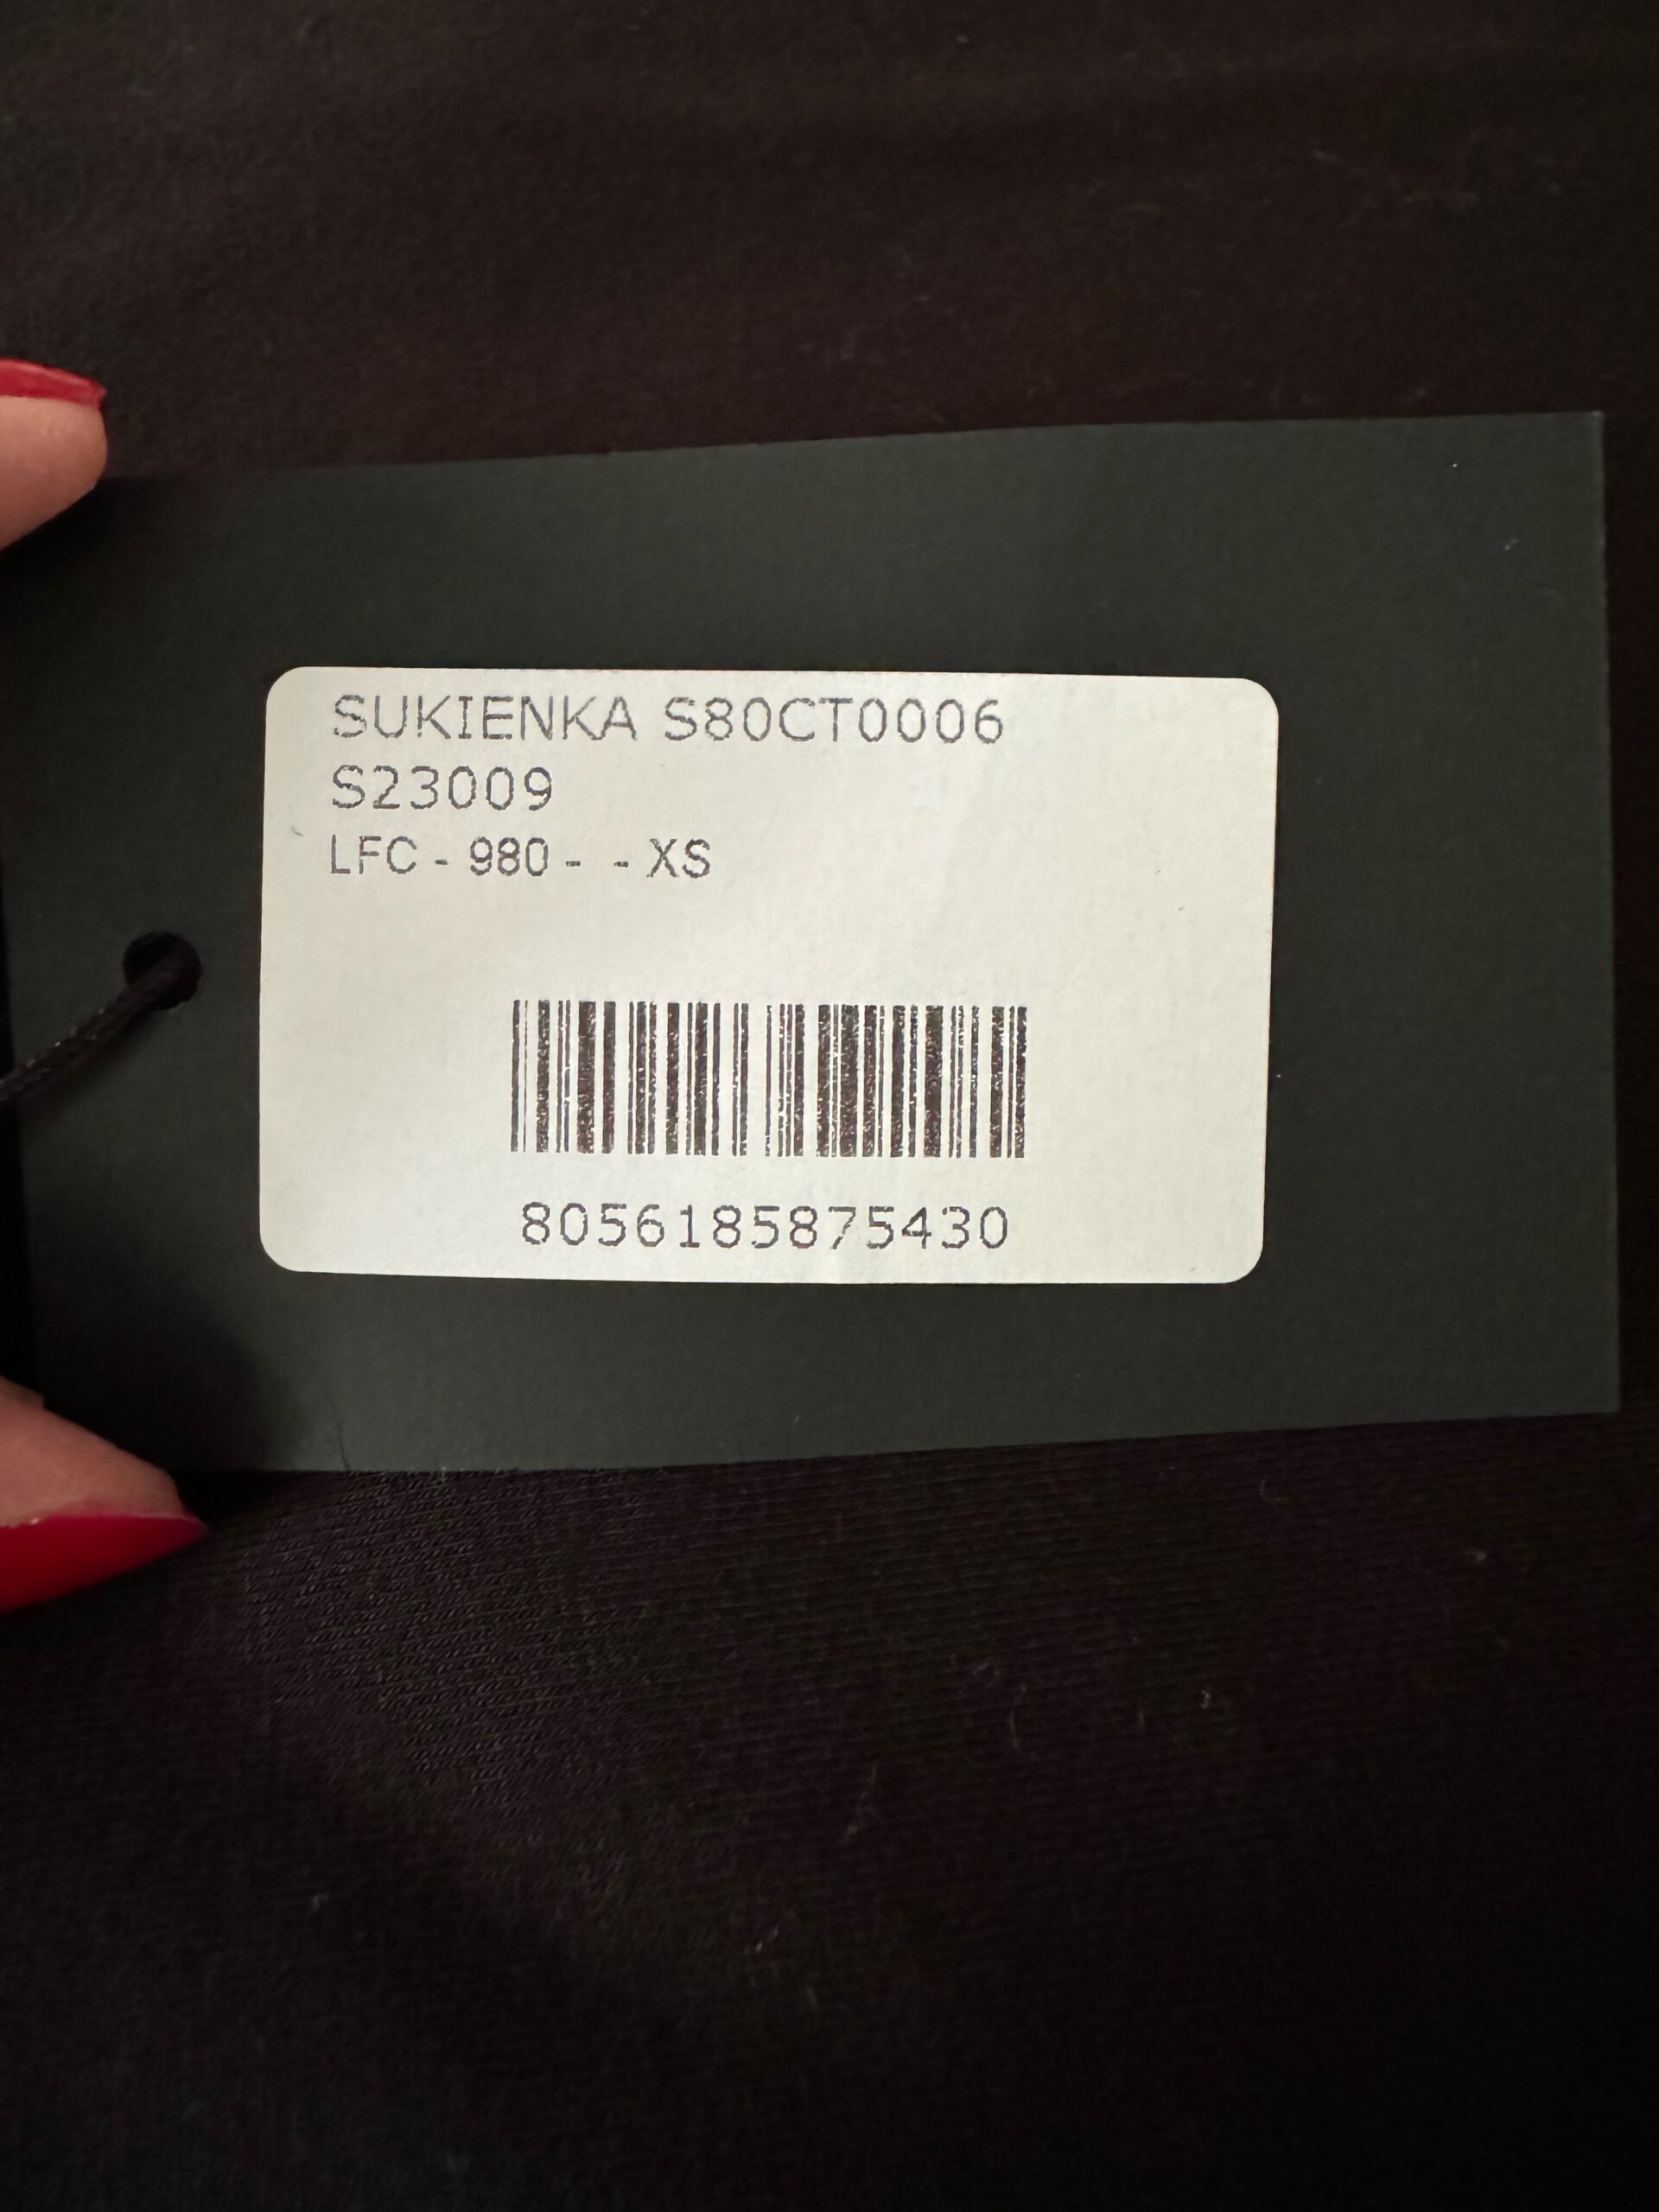 SUKIENKA S80CT0006
S23009
LFC - 980 - - XS
8056185875430